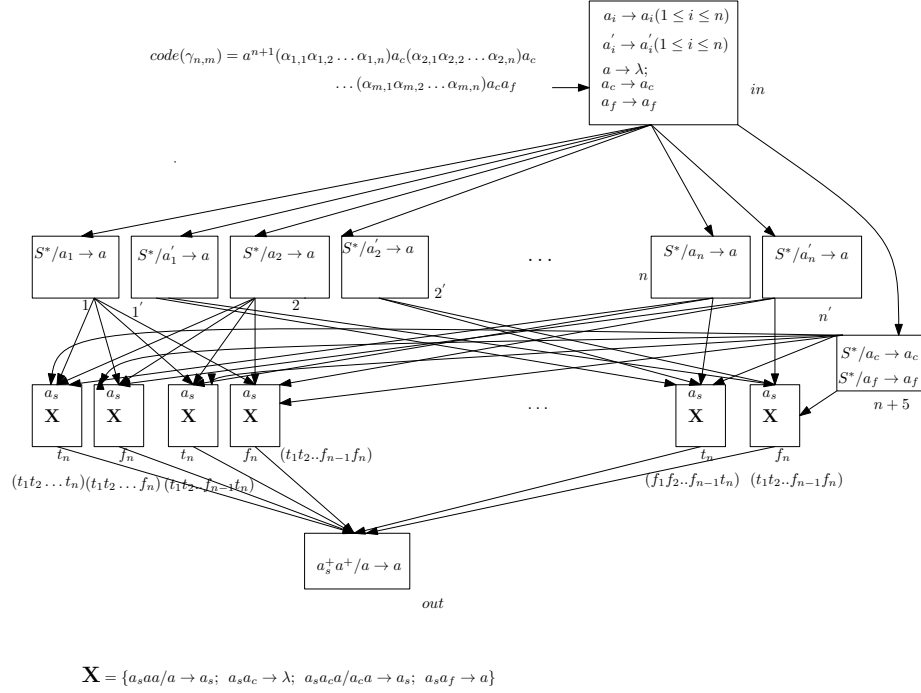 a_i → a_i(1 ≤ i ≤ n)
a_i^' → a_i^'(1 ≤ i ≤ n)
a → λ;
a_c → a_c
a_f → a_f
in
code(γ_{n,m}) = a^{n+1}(α_{1,1}α_{1,2} … α_{1,n})a_c(α_{2,1}α_{2,2} … α_{2,n})a_c
… (α_{m,1}α_{m,2} … α_{m,n})a_c a_f
S*/a_1 → a
S*/a_1^' → a
S*/a_2 → a
S*/a_2^' → a
. . .
S*/a_n → a
S*/a_n^' → a
1
1'
2
2'
n
n'
S*/a_c → a_c
S*/a_f → a_f
n + 5
a_s a_s a_s a_s a_s a_s
X X X X … X X
t_n f_n t_n f_n t_n f_n
(t_1t_2 … t_n)
(t_1t_2 … f_n)
(t_1t_2..f_{n−1}t_n)
(t_1t_2..f_{n−1}f_n)
(f_1f_2..f_{n−1}t_n)
(t_1t_2..f_{n−1}f_n)
a_s^+a^+/a → a
out
X = {a_saa/a → a_s; a_sa_c → λ; a_sa_ca/a_ca → a_s; a_sa_f → a}